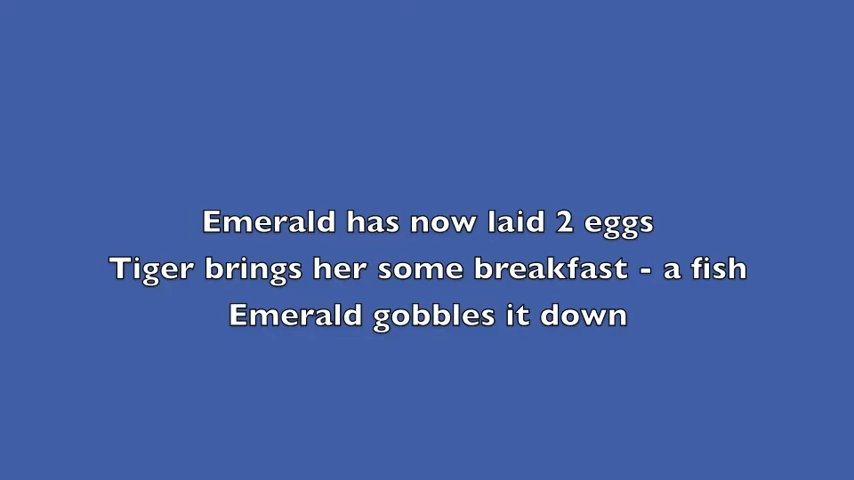 Emerald has now laid 2 eggs
Tiger brings her some breakfast - a fish
Emerald gobbles it down